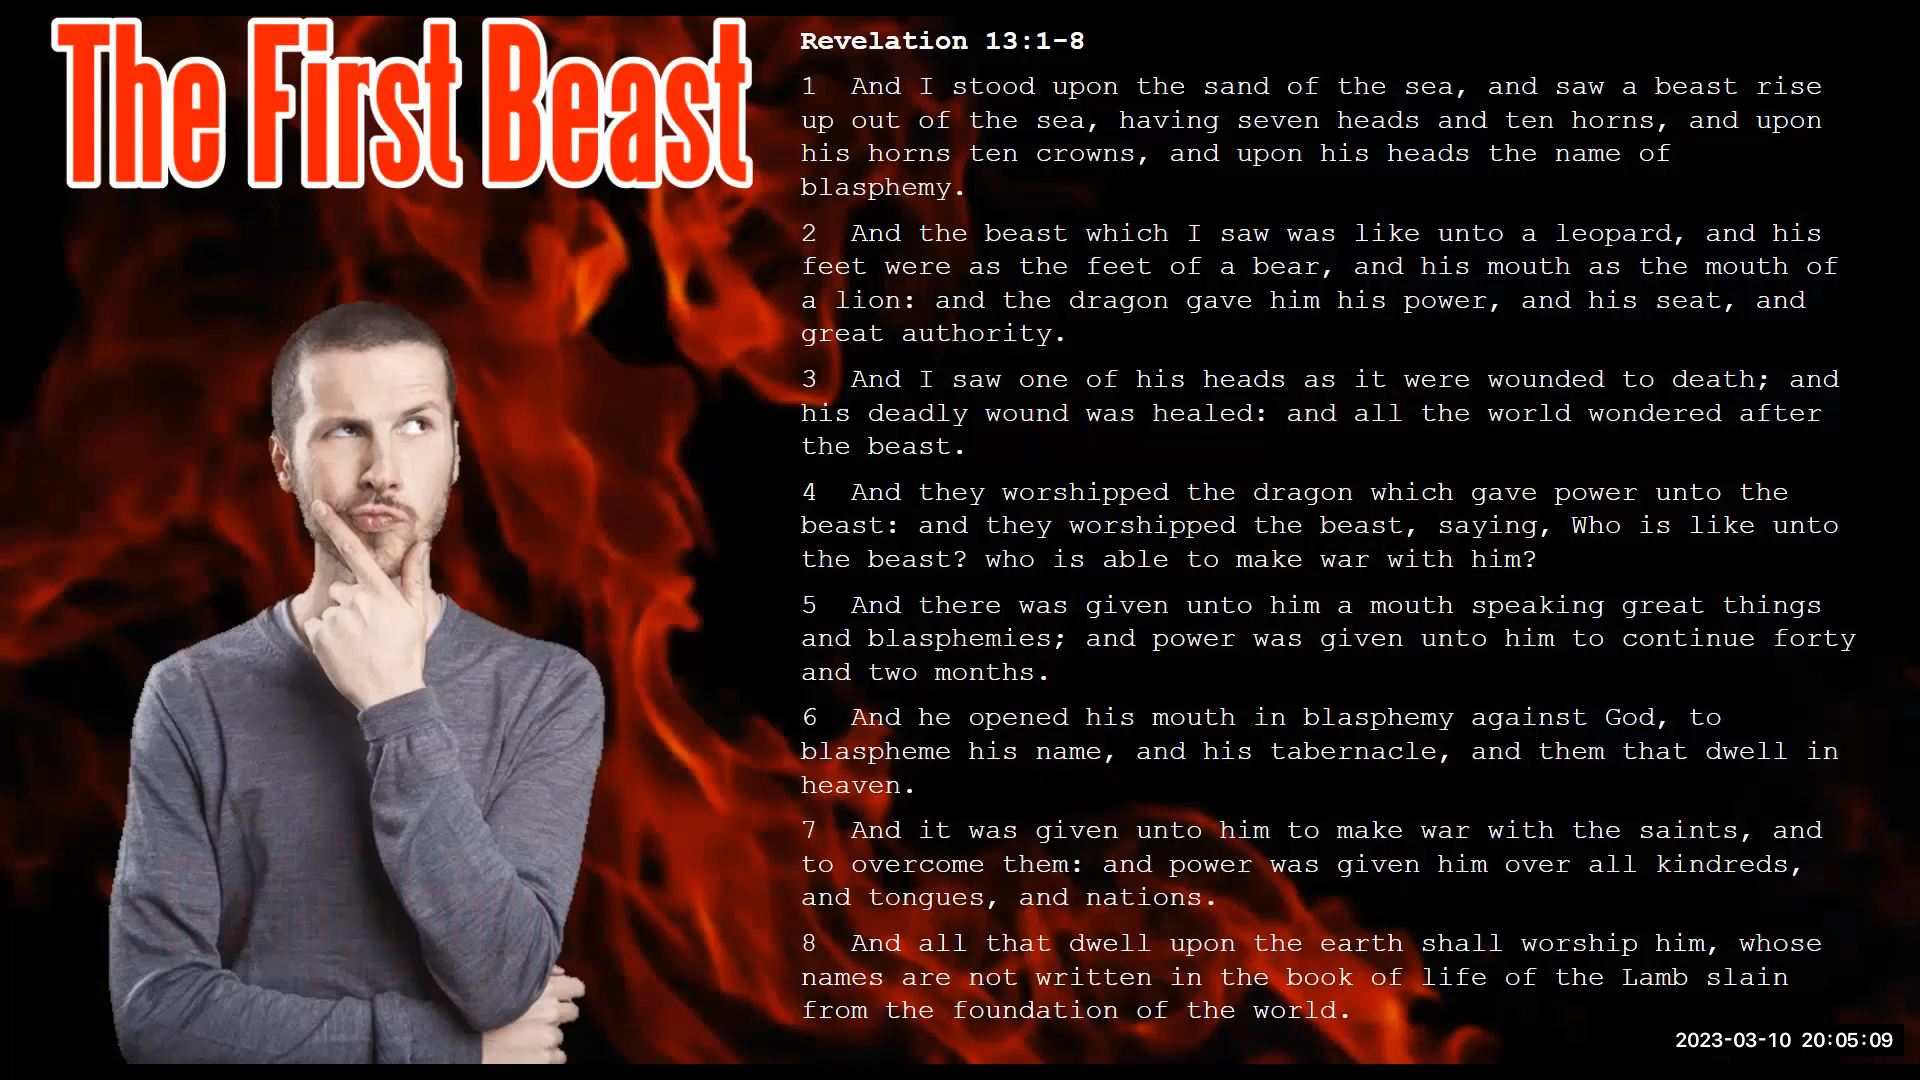 The First Beast
Revelation 13:1-8
1 And I stood upon the sand of the sea, and saw a beast rise
up out of the sea, having seven heads and ten horns, and upon
his horns ten crowns, and upon his heads the name of
blasphemy.
2 And the beast which I saw was like unto a leopard, and his
feet were as the feet of a bear, and his mouth as the mouth of
a lion: and the dragon gave him his power, and his seat, and
great authority.
3 And I saw one of his heads as it were wounded to death; and
his deadly wound was healed: and all the world wondered after
the beast.
4 And they worshipped the dragon which gave power unto the
beast: and they worshipped the beast, saying, Who is like unto
the beast? who is able to make war with him?
5 And there was given unto him a mouth speaking great things
and blasphemies; and power was given unto him to continue forty
and two months.
6 And he opened his mouth in blasphemy against God, to
blaspheme his name, and his tabernacle, and them that dwell in
heaven.
7 And it was given unto him to make war with the saints, and
to overcome them: and power was given him over all kindreds,
and tongues, and nations.
8 And all that dwell upon the earth shall worship him, whose
names are not written in the book of life of the Lamb slain
from the foundation of the world.
2023-03-10 20:05:09